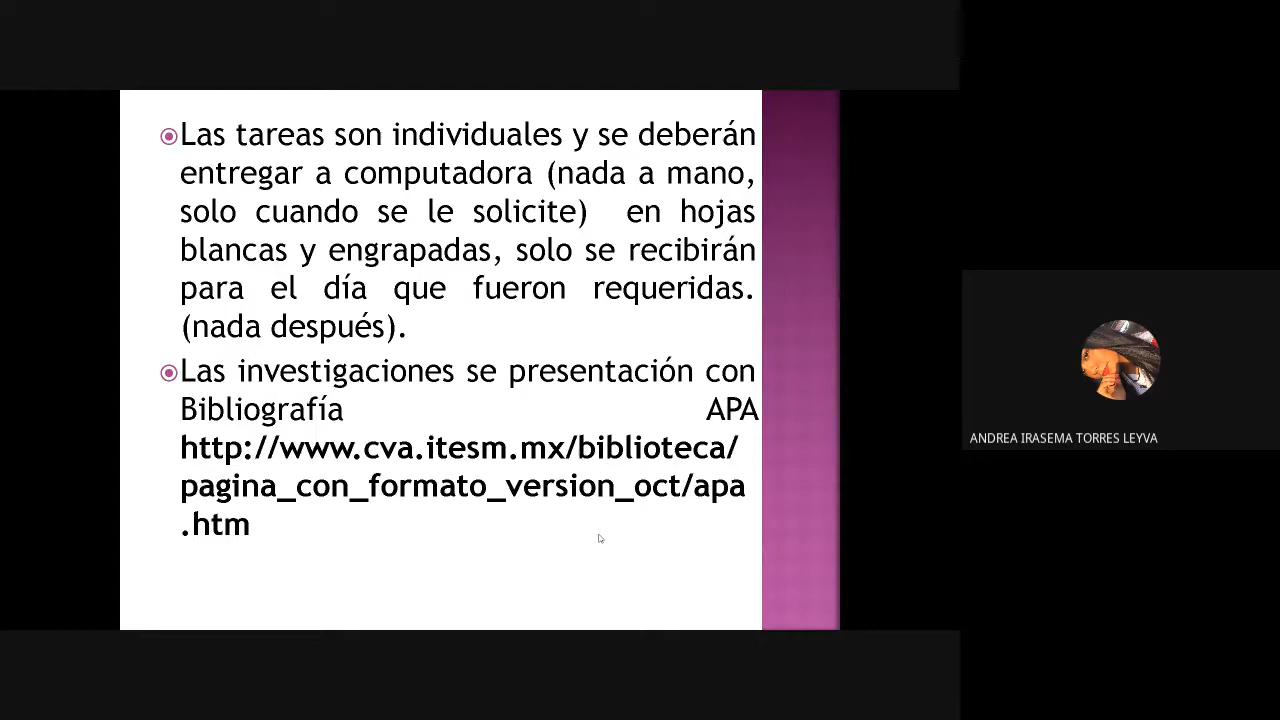 Las tareas son individuales y se deberán
entregar a computadora (nada a mano,
solo cuando se le solicite) en hojas
blancas y engrapadas, solo se recibirán
para el día que fueron requeridas.
(nada después).
Las investigaciones se presentación con
Bibliografía APA
http://www.cva.itesm.mx/biblioteca/
pagina_con_formato_version_oct/apa
.htm
ANDREA IRASEMA TORRES LEYVA